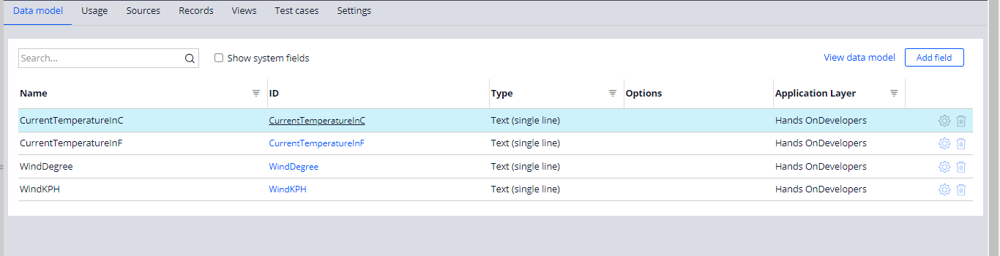 Data model Usage Sources Records Views Test cases Settings
Search... Show system fields View data model Add field
Name ID Type Options Application Layer
CurrentTemperatureInC CurrentTemperatureInC Text (single line) Hands OnDevelopers
CurrentTemperatureInF CurrentTemperatureInF Text (single line) Hands OnDevelopers
WindDegree WindDegree Text (single line) Hands OnDevelopers
WindKPH WindKPH Text (single line) Hands OnDevelopers